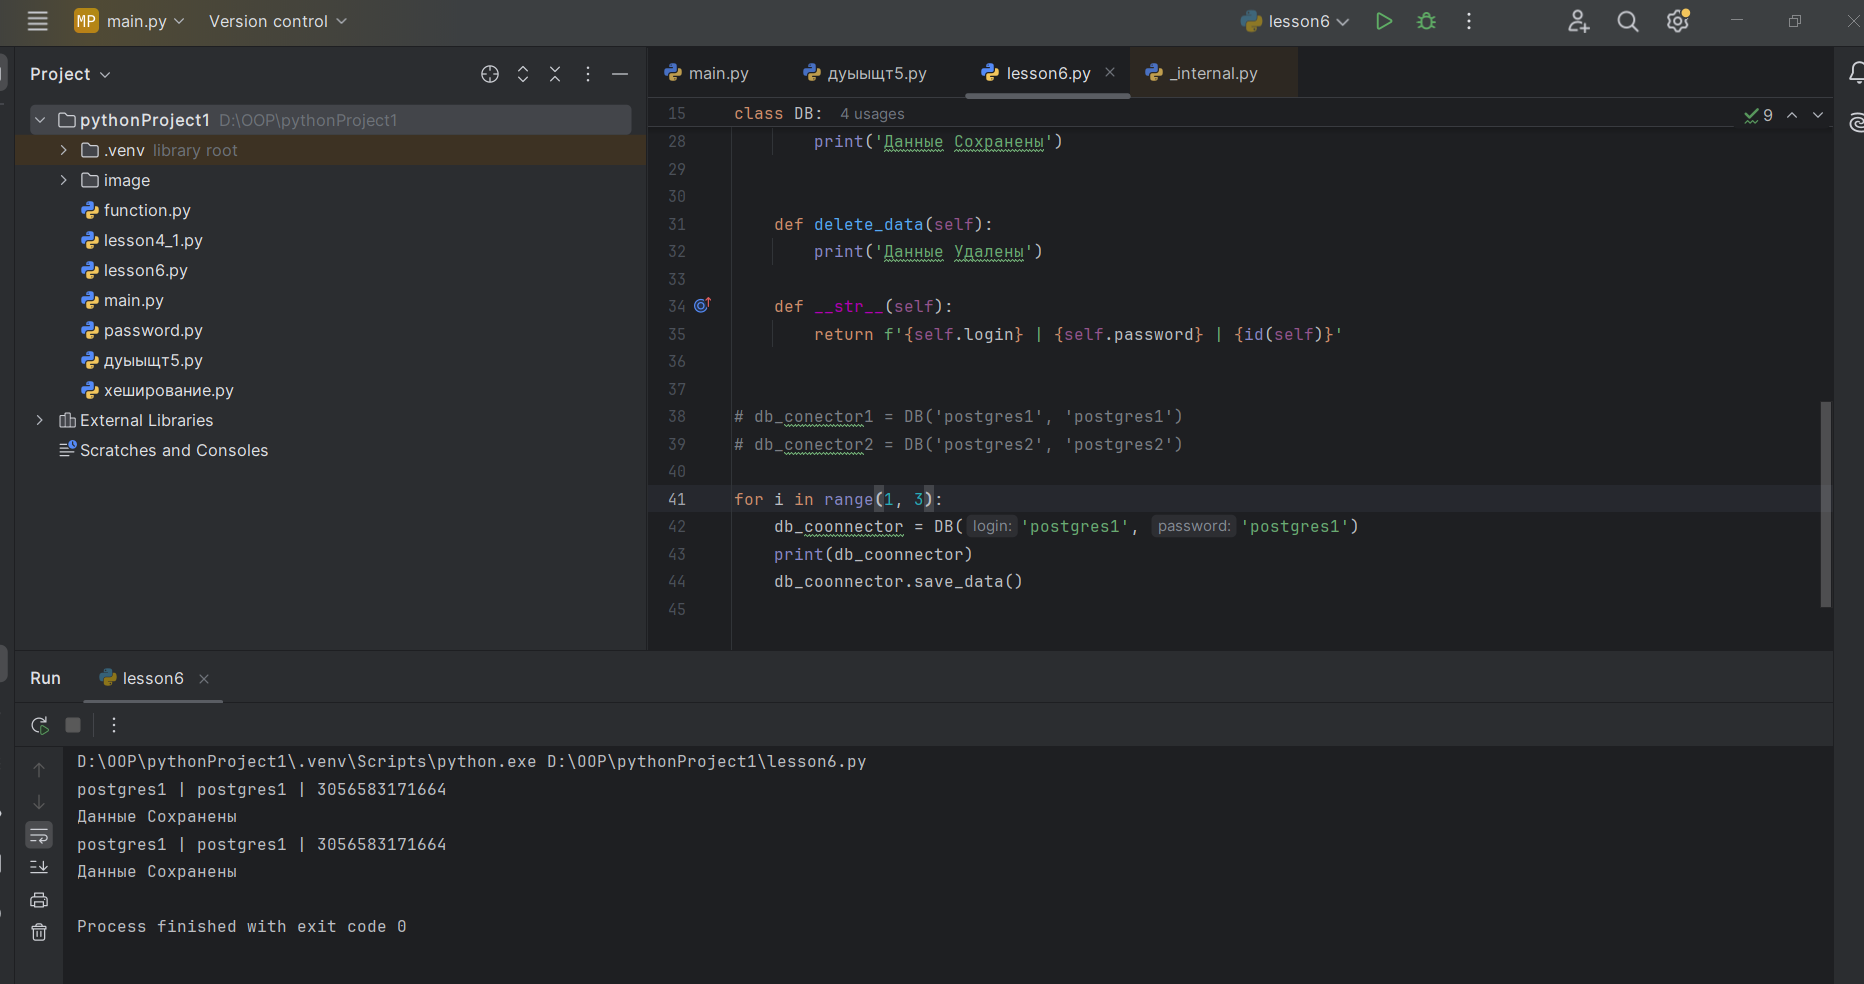 MP main.py Version control lesson6
Project
main.py дуыыщт5.py lesson6.py _internal.py
pythonProject1 D:\OOP\pythonProject1
.venv library root
image
function.py
lesson4_1.py
lesson6.py
main.py
password.py
дуыыщт5.py
хеширование.py
External Libraries
Scratches and Consoles
15 class DB: 4 usages
9
28 print('Данные Сохранены')
29
30
31 def delete_data(self):
32 print('Данные Удалены')
33
34 def __str__(self):
35 return f'{self.login} | {self.password} | {id(self)}'
36
37
38 # db_conector1 = DB('postgres1', 'postgres1')
39 # db_conector2 = DB('postgres2', 'postgres2')
40
41 for i in range(1, 3):
42 db_coonnector = DB( login: 'postgres1', password: 'postgres1')
43 print(db_coonnector)
44 db_coonnector.save_data()
45
Run lesson6
D:\OOP\pythonProject1\.venv\Scripts\python.exe D:\OOP\pythonProject1\lesson6.py
postgres1 | postgres1 | 3056583171664
Данные Сохранены
postgres1 | postgres1 | 3056583171664
Данные Сохранены
Process finished with exit code 0